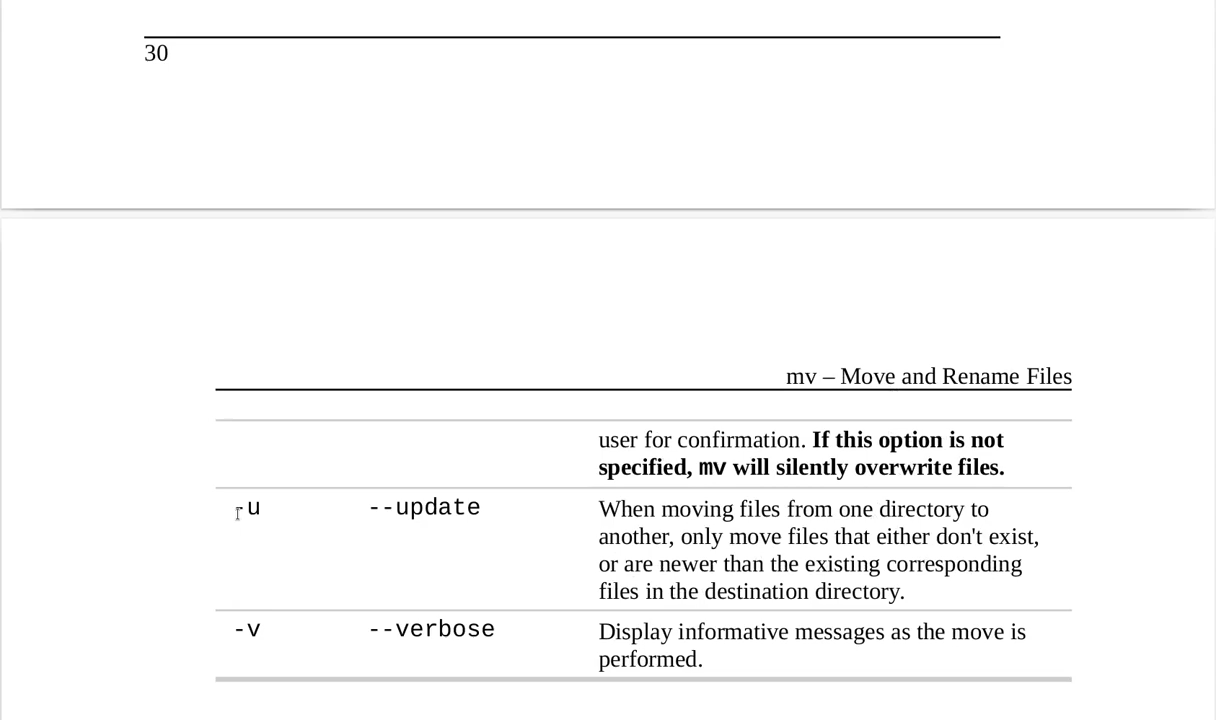 30
mv – Move and Rename Files
user for confirmation. If this option is not
specified, mv will silently overwrite files.
-u --update When moving files from one directory to
another, only move files that either don't exist,
or are newer than the existing corresponding
files in the destination directory.
-v --verbose Display informative messages as the move is
performed.